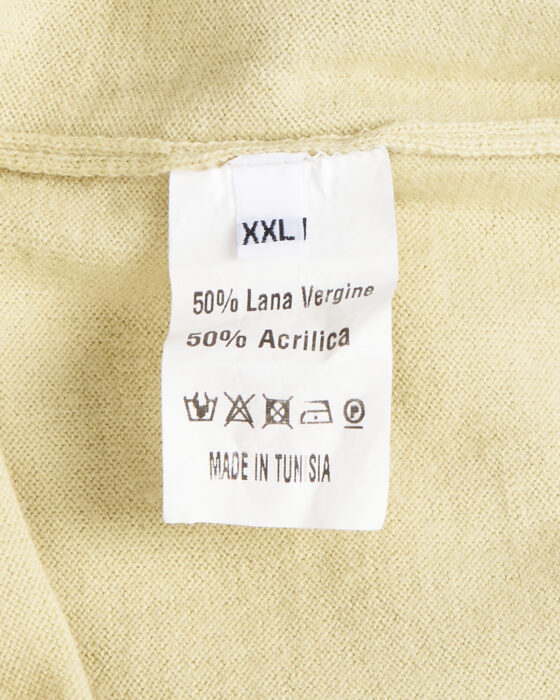 XXL
50% Lana Vergine
50% Acrilica
P
MADE IN TUNISIA